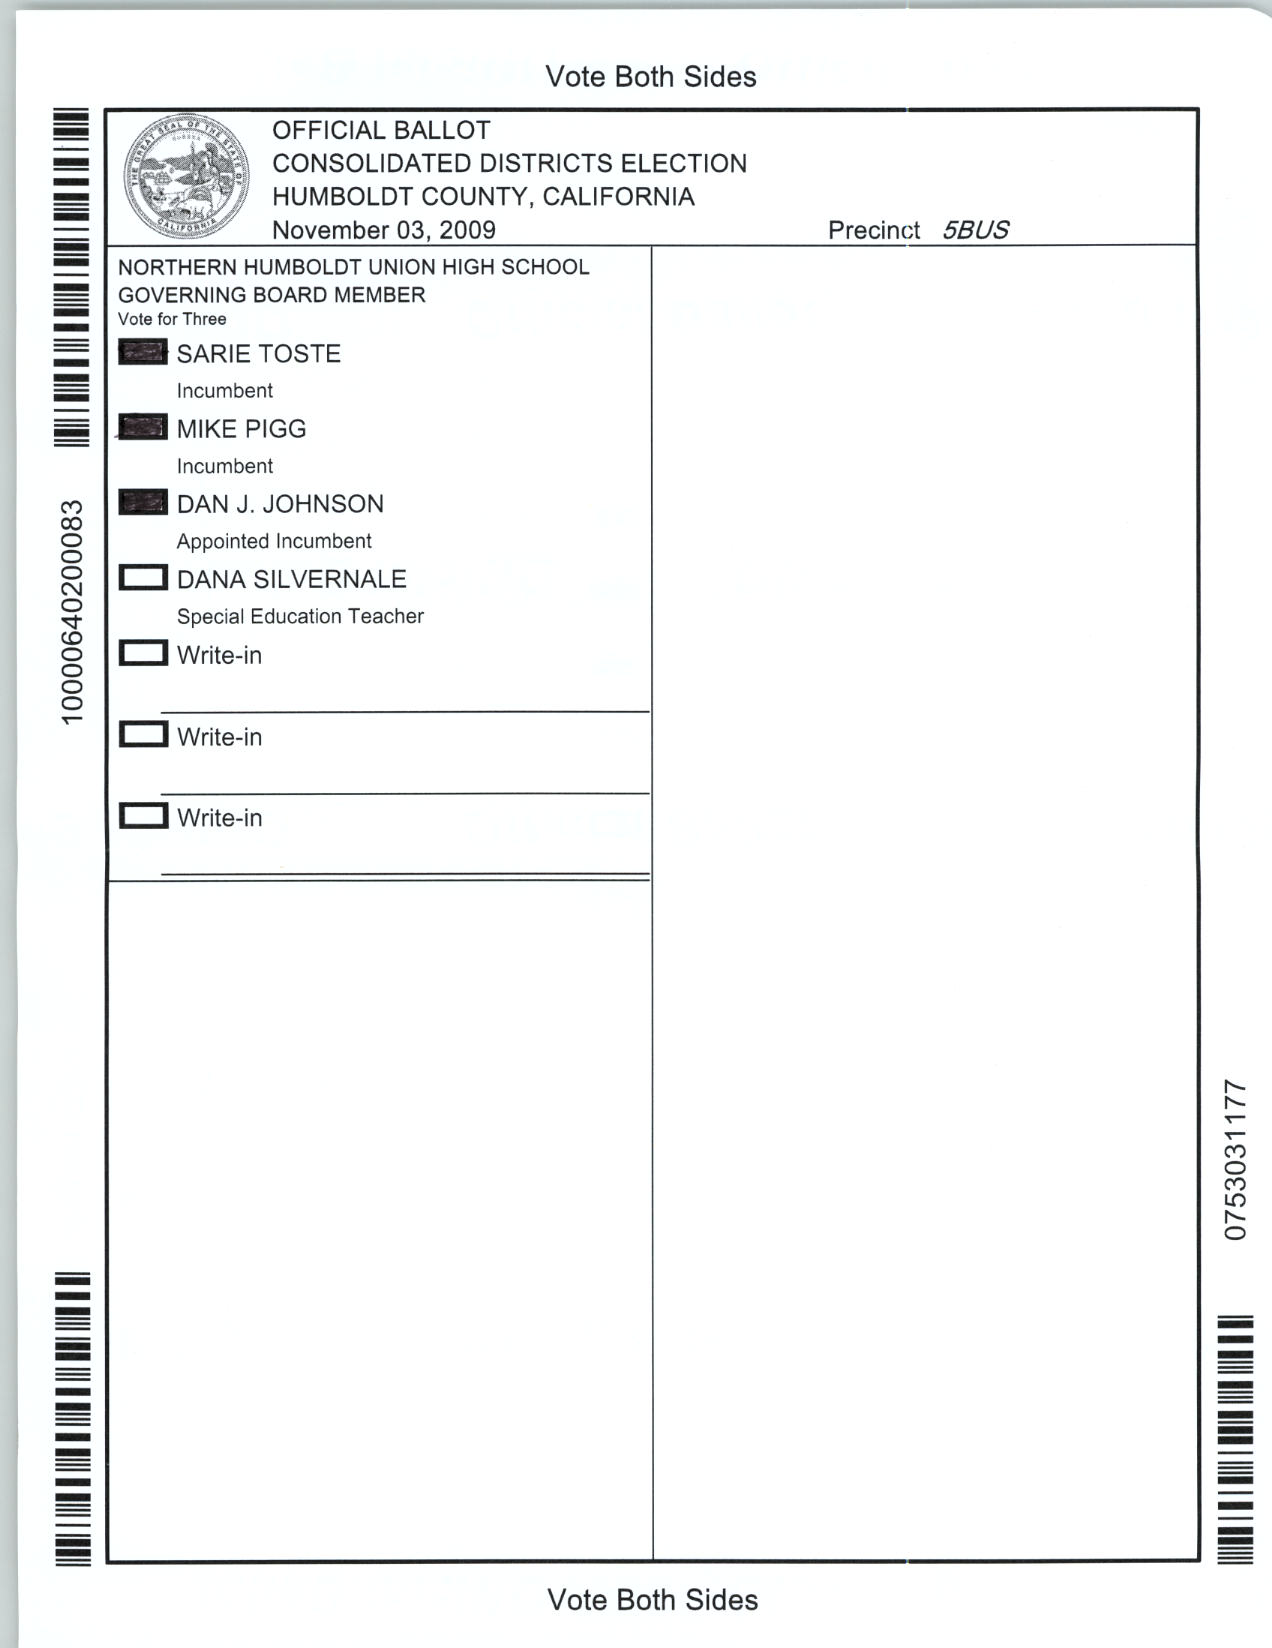 Vote Both Sides
THE GREAT SEAL OF THE STATE OF CALIFORNIA
EUREKA
OFFICIAL BALLOT
CONSOLIDATED DISTRICTS ELECTION
HUMBOLDT COUNTY, CALIFORNIA
November 03, 2009
Precinct 5BUS
NORTHERN HUMBOLDT UNION HIGH SCHOOL
GOVERNING BOARD MEMBER
Vote for Three
SARIE TOSTE
Incumbent
MIKE PIGG
Incumbent
DAN J. JOHNSON
Appointed Incumbent
DANA SILVERNALE
Special Education Teacher
Write-in
Write-in
Write-in
10000640200083
0753031177
Vote Both Sides